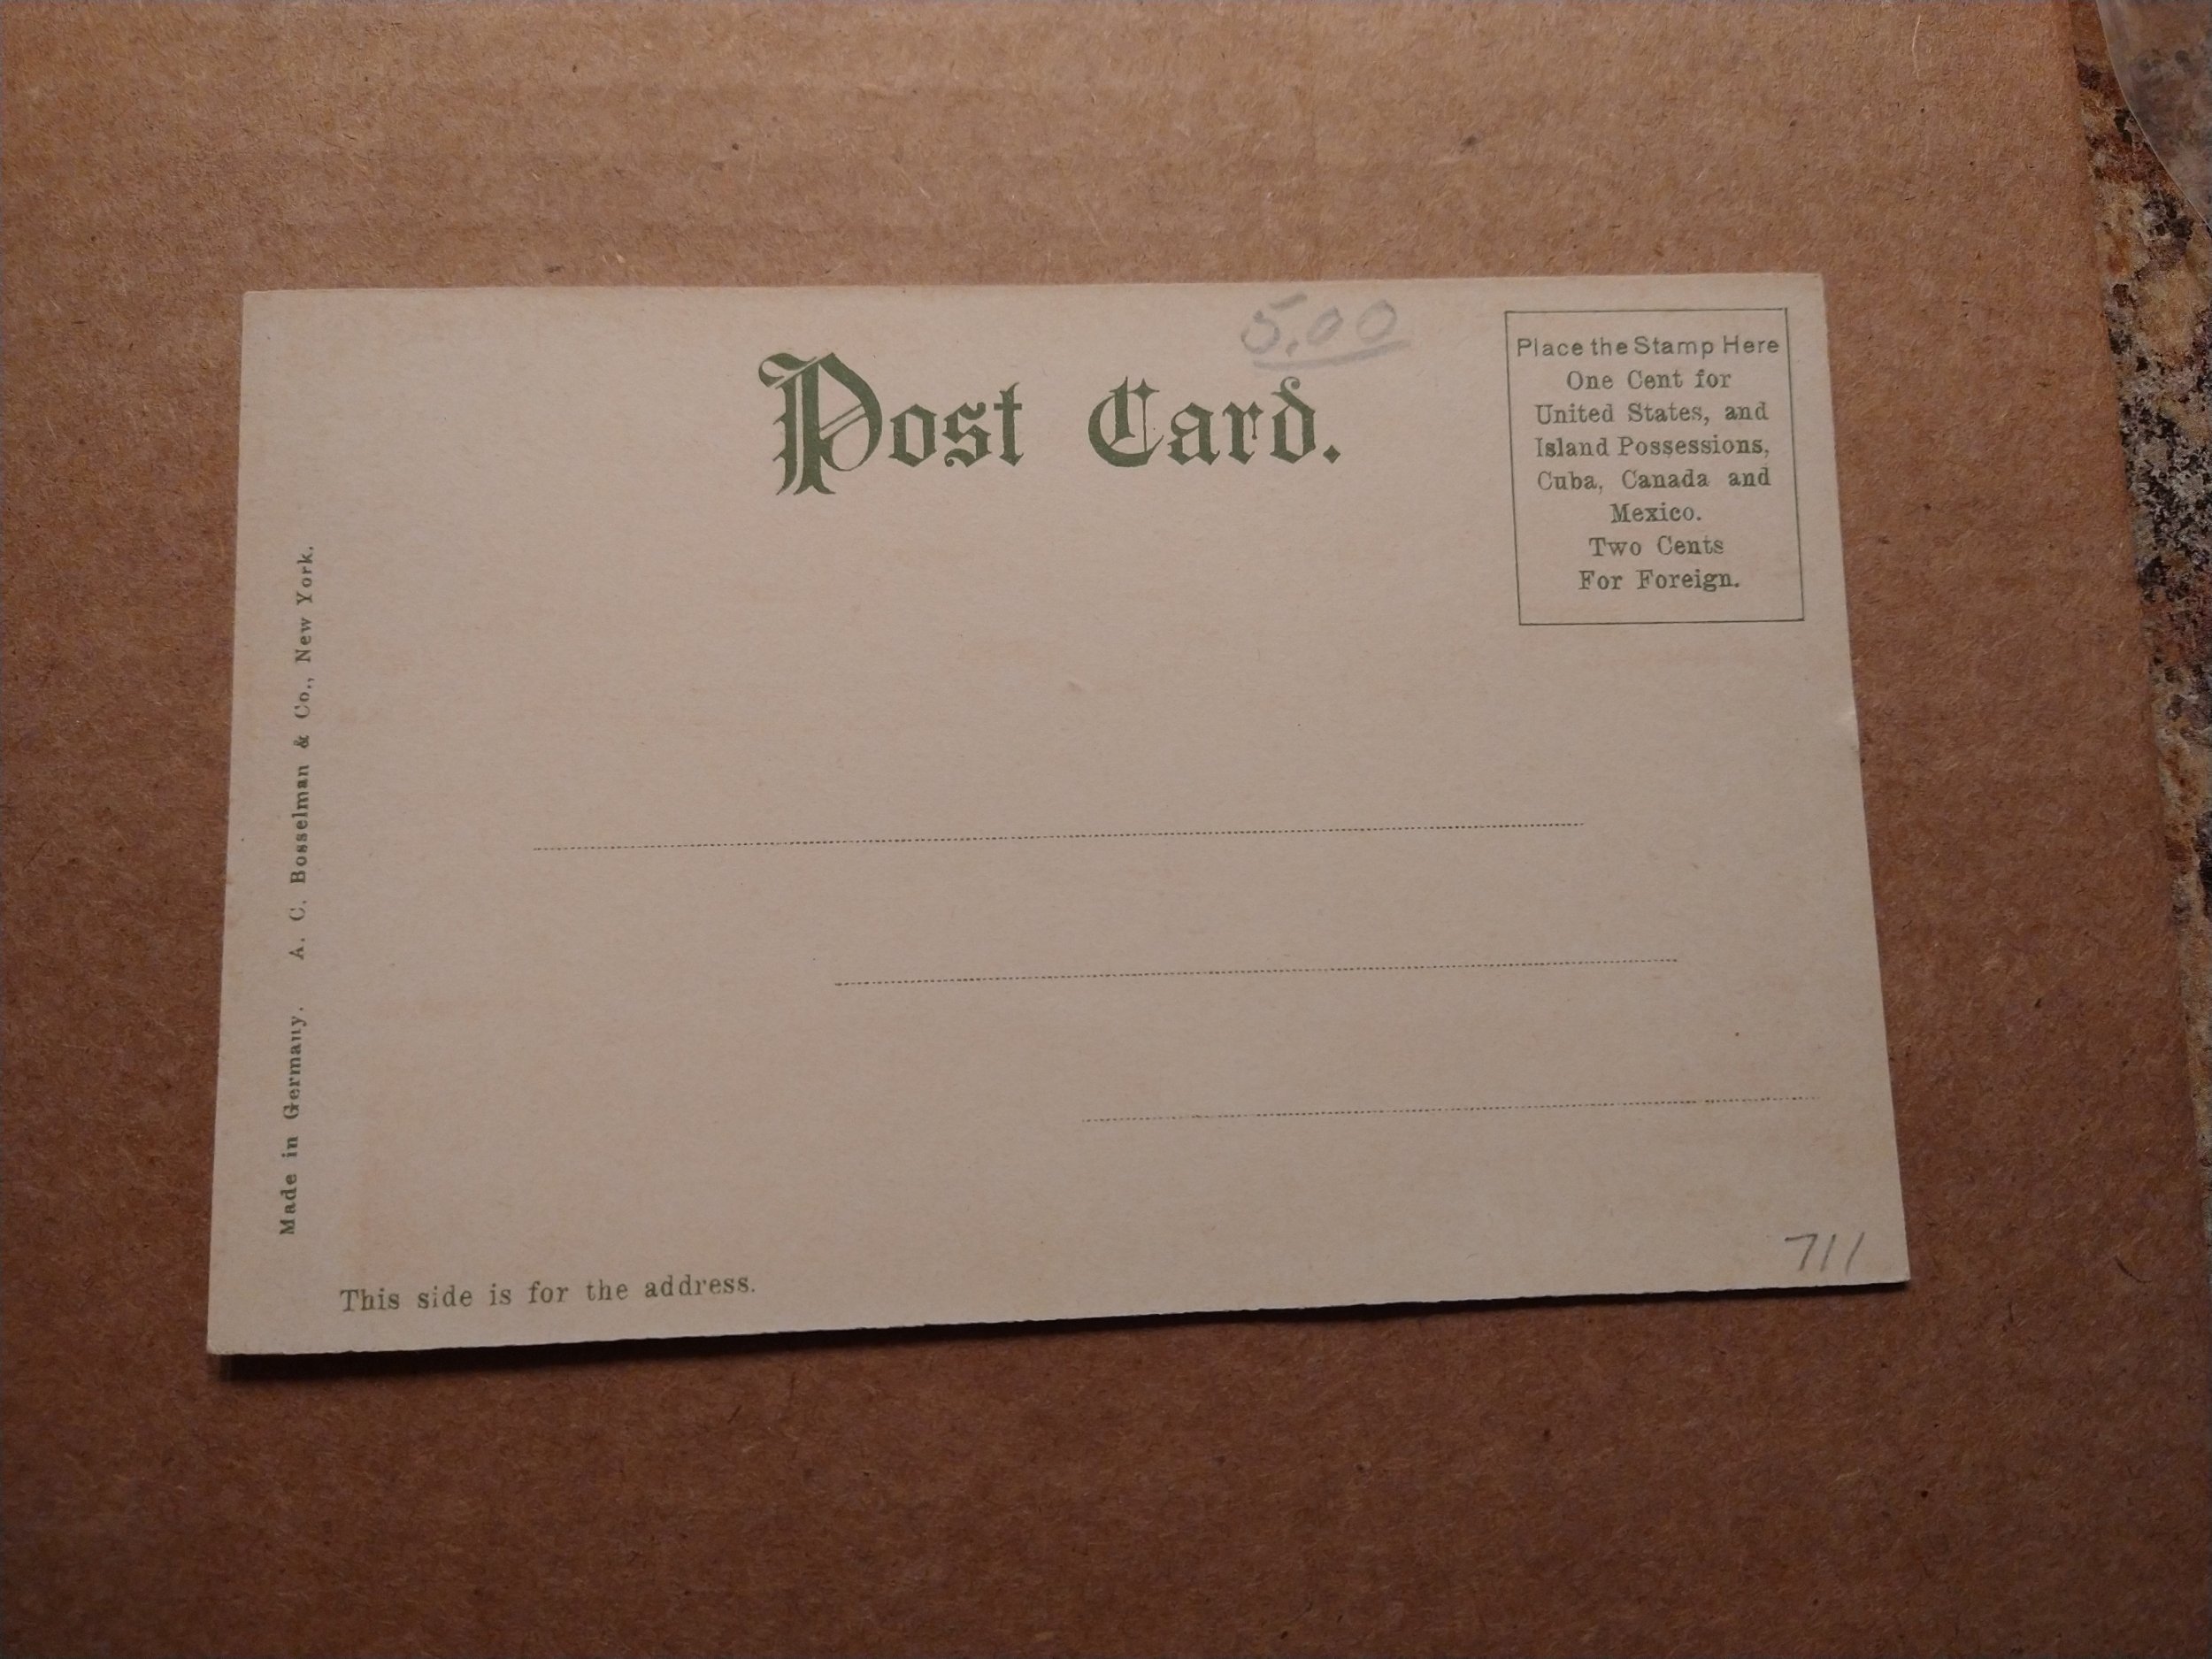 5.00
Post Card.
Place the Stamp Here
One Cent for
United States, and
Island Possessions,
Cuba, Canada and
Mexico.
Two Cents
For Foreign.
Made in Germany. A. C. Bosselman & Co., New York.
This side is for the address.
711